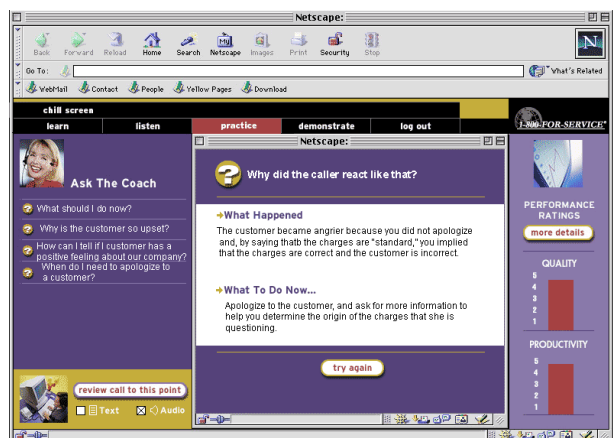 Netscape:
Back Forward Reload Home Search Netscape Images Print Security Stop
My
N
Go To: What's Related
WebMail Contact People Yellow Pages Download
chill screen
learn listen practice demonstrate log out
1-800-FOR-SERVICE
Netscape:
Ask The Coach
? What should I do now?
? Why is the customer so upset?
? How can I tell if I customer has a
positive feeling about our company?
? When do I need to apologize to
a customer?
? Why did the caller react like that?
What Happened
The customer became angrier because you did not apologize
and, by saying thatb the charges are "standard," you implied
that the charges are correct and the customer is incorrect.
What To Do Now...
Apologize to the customer, and ask for more information to
help you determine the origin of the charges that she is
questioning.
try again
review call to this point
Text Audio
PERFORMANCE
RATINGS
more details
QUALITY
5
4
3
2
1
PRODUCTIVITY
5
4
3
2
1